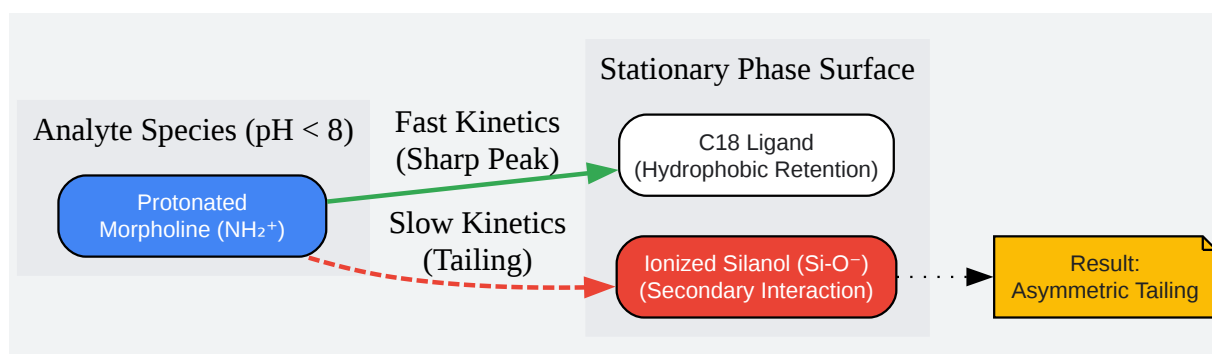 Stationary Phase Surface
Analyte Species (pH < 8)
Protonated
Morpholine (NH₂⁺)
Fast Kinetics
(Sharp Peak)
C18 Ligand
(Hydrophobic Retention)
Slow Kinetics
(Tailing)
Ionized Silanol (Si-O⁻)
(Secondary Interaction)
Result:
Asymmetric Tailing